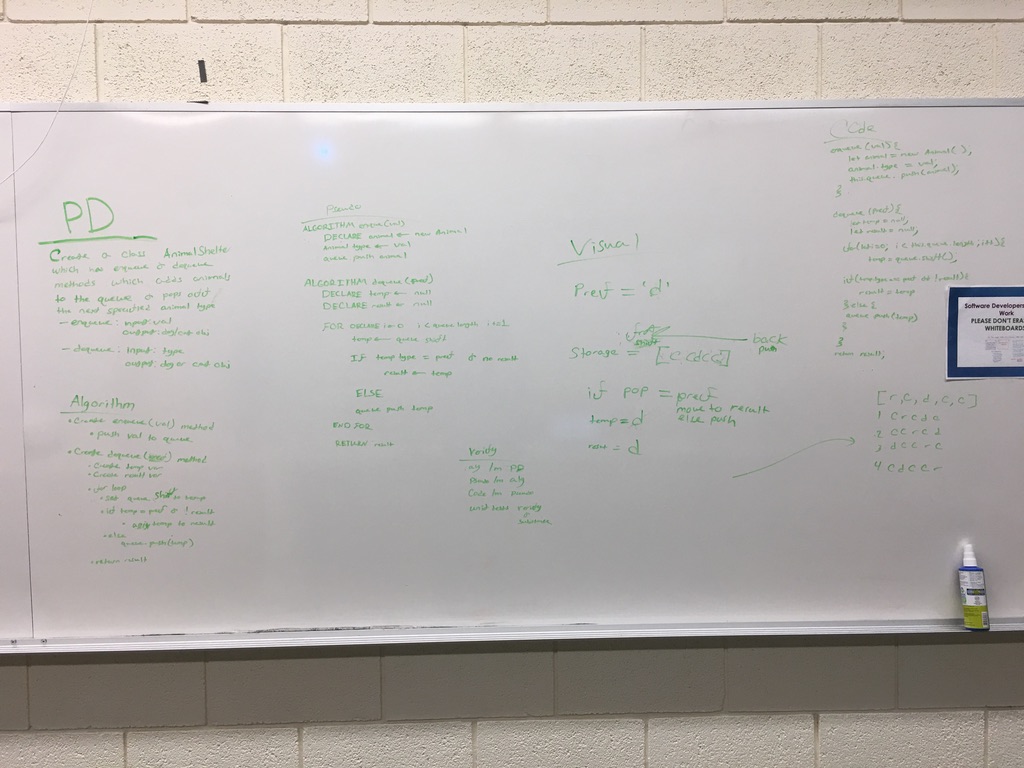 PD
Create a class AnimalShelter
which has enqueue & dequeue
methods which adds animals
to the queue & pops out
the next specified animal type
- enqueue: input: val
output: dog/cat obj
- dequeue: Input: type
output: dog or cat obj
Algorithm
• Create enqueue(val) method
• push val to queue
• Create dequeue(pref) method
• Create temp var
• Create result var
• for loop
• set queue shift to temp
• if temp = pref & ! result
temp to result
• else
queue.push(temp)
• return result
Pseudo
ALGORITHM enqueue(val)
DECLARE animal ← new Animal
animal type ← val
queue push animal
ALGORITHM dequeue (pref)
DECLARE temp ← null
DECLARE result ← null
FOR DECLARE i ← 0 i < queue length i ++1
temp ← queue shift
IF temp type = pref & no result
result ← temp
ELSE
queue push temp
END FOR
RETURN result
Verify
alg from PD
Pseudo from alg
Code from pseudo
unit tests verify
Visual
Pref = 'd'
front
shift
back
push
Storage = [C,CdCC]
if pop = pref
move to result
else push
temp = d
result = d
Code
enqueue (val) {
let animal = new Animal( );
animal.type = val;
this.queue.push(animal);
}
dequeue (pref) {
let temp = null;
let result = null;
for(let i=0; i < this.queue.length; i++){
temp = queue.shift();
if(temp.type == pref && !result){
result = temp
} else {
queue.push(temp)
}
}
return result;
[r,c,d,c,c]
1 C r c d c
2 C C r c d
3 d C C r c
4 C d C C r
Software Developers
Work
PLEASE DON'T ERA
WHITEBOARDS